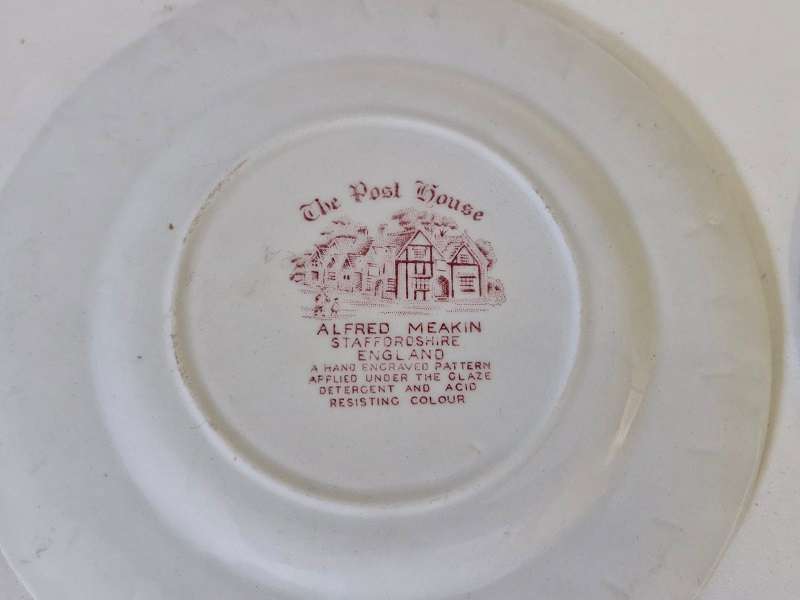 The Post House
ALFRED MEAKIN
STAFFORDSHIRE
ENGLAND
A HAND ENGRAVED PATTERN
APPLIED UNDER THE GLAZE
DETERGENT AND ACID
RESISTING COLOUR